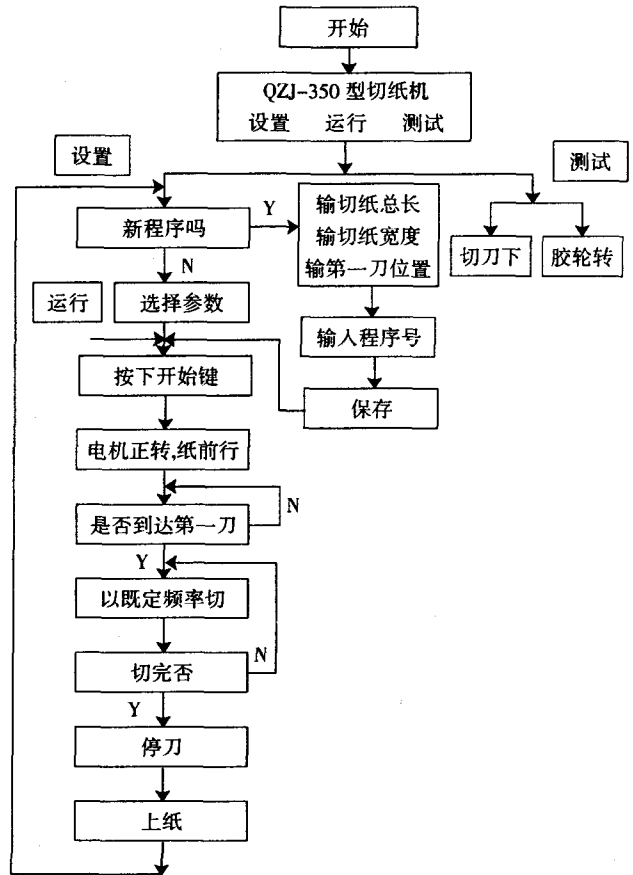 开始
QZJ-350 型切纸机
设置 运行 测试
设置
测试
新程序吗
Y
输切纸总长
输切纸宽度
输第一刀位置
切刀下
胶轮转
N
运行
选择参数
输入程序号
按下开始键
保存
电机正转,纸前行
N
是否到达第一刀
Y
以既定频率切
切完否
N
Y
停刀
上纸